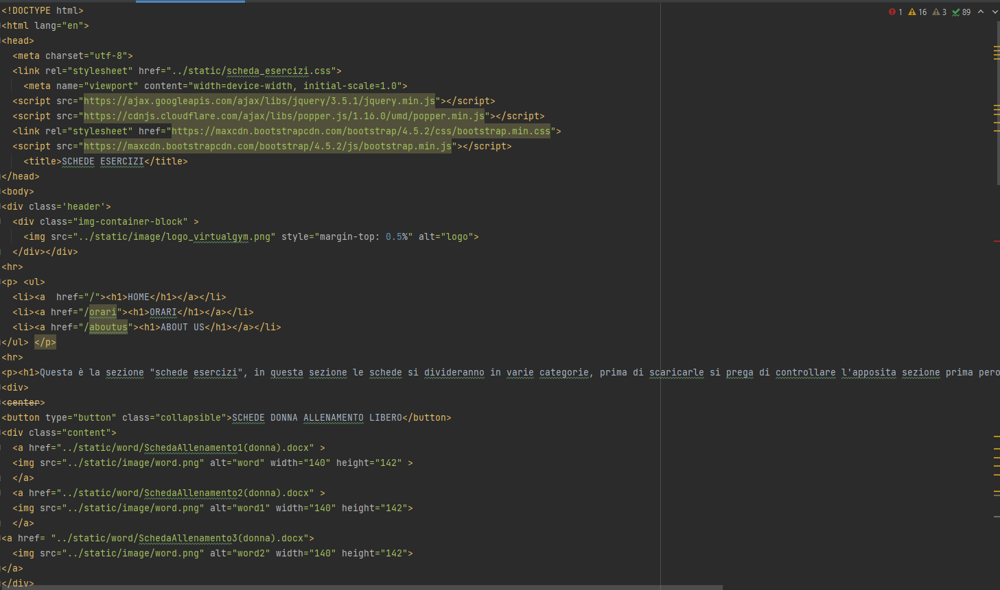 <!DOCTYPE html>
1 16 3 89
<html lang="en">
<head>
<meta charset="utf-8">
<link rel="stylesheet" href="../static/scheda_esercizi.css">
<meta name="viewport" content="width=device-width, initial-scale=1.0">
<script src="https://ajax.googleapis.com/ajax/libs/jquery/3.5.1/jquery.min.js"></script>
<script src="https://cdnjs.cloudflare.com/ajax/libs/popper.js/1.16.0/umd/popper.min.js"></script>
<link rel="stylesheet" href="https://maxcdn.bootstrapcdn.com/bootstrap/4.5.2/css/bootstrap.min.css">
<script src="https://maxcdn.bootstrapcdn.com/bootstrap/4.5.2/js/bootstrap.min.js"></script>
<title>SCHEDE ESERCIZI</title>
</head>
<body>
<div class='header'>
<div class="img-container-block" >
<img src="../static/image/logo_virtualgym.png" style="margin-top: 0.5%" alt="logo">
</div></div>
<hr>
<p> <ul>
<li><a  href="/"><h1>HOME</h1></a></li>
<li><a href="/orari"><h1>ORARI</h1></a></li>
<li><a href="/aboutus"><h1>ABOUT US</h1></a></li>
</ul> </p>
<hr>
<p><h1>Questa è la sezione "schede esercizi", in questa sezione le schede si divideranno in varie categorie, prima di scaricarle si prega di controllare l'apposita sezione prima pero
<div>
<center>
<button type="button" class="collapsible">SCHEDE DONNA ALLENAMENTO LIBERO</button>
<div class="content">
<a href="../static/word/SchedaAllenamento1(donna).docx" >
<img src="../static/image/word.png" alt="word" width="140" height="142" >
</a>
<a href="../static/word/SchedaAllenamento2(donna).docx" >
<img src="../static/image/word.png" alt="word1" width="140" height="142">
</a>
<a href= "../static/word/SchedaAllenamento3(donna).docx">
<img src="../static/image/word.png" alt="word2" width="140" height="142">
</a>
</div>